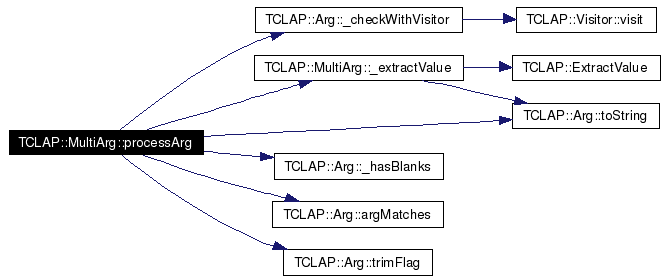 TCLAP::Arg::_checkWithVisitor
TCLAP::Visitor::visit
TCLAP::MultiArg::_extractValue
TCLAP::ExtractValue
TCLAP::Arg::toString
TCLAP::MultiArg::processArg
TCLAP::Arg::_hasBlanks
TCLAP::Arg::argMatches
TCLAP::Arg::trimFlag